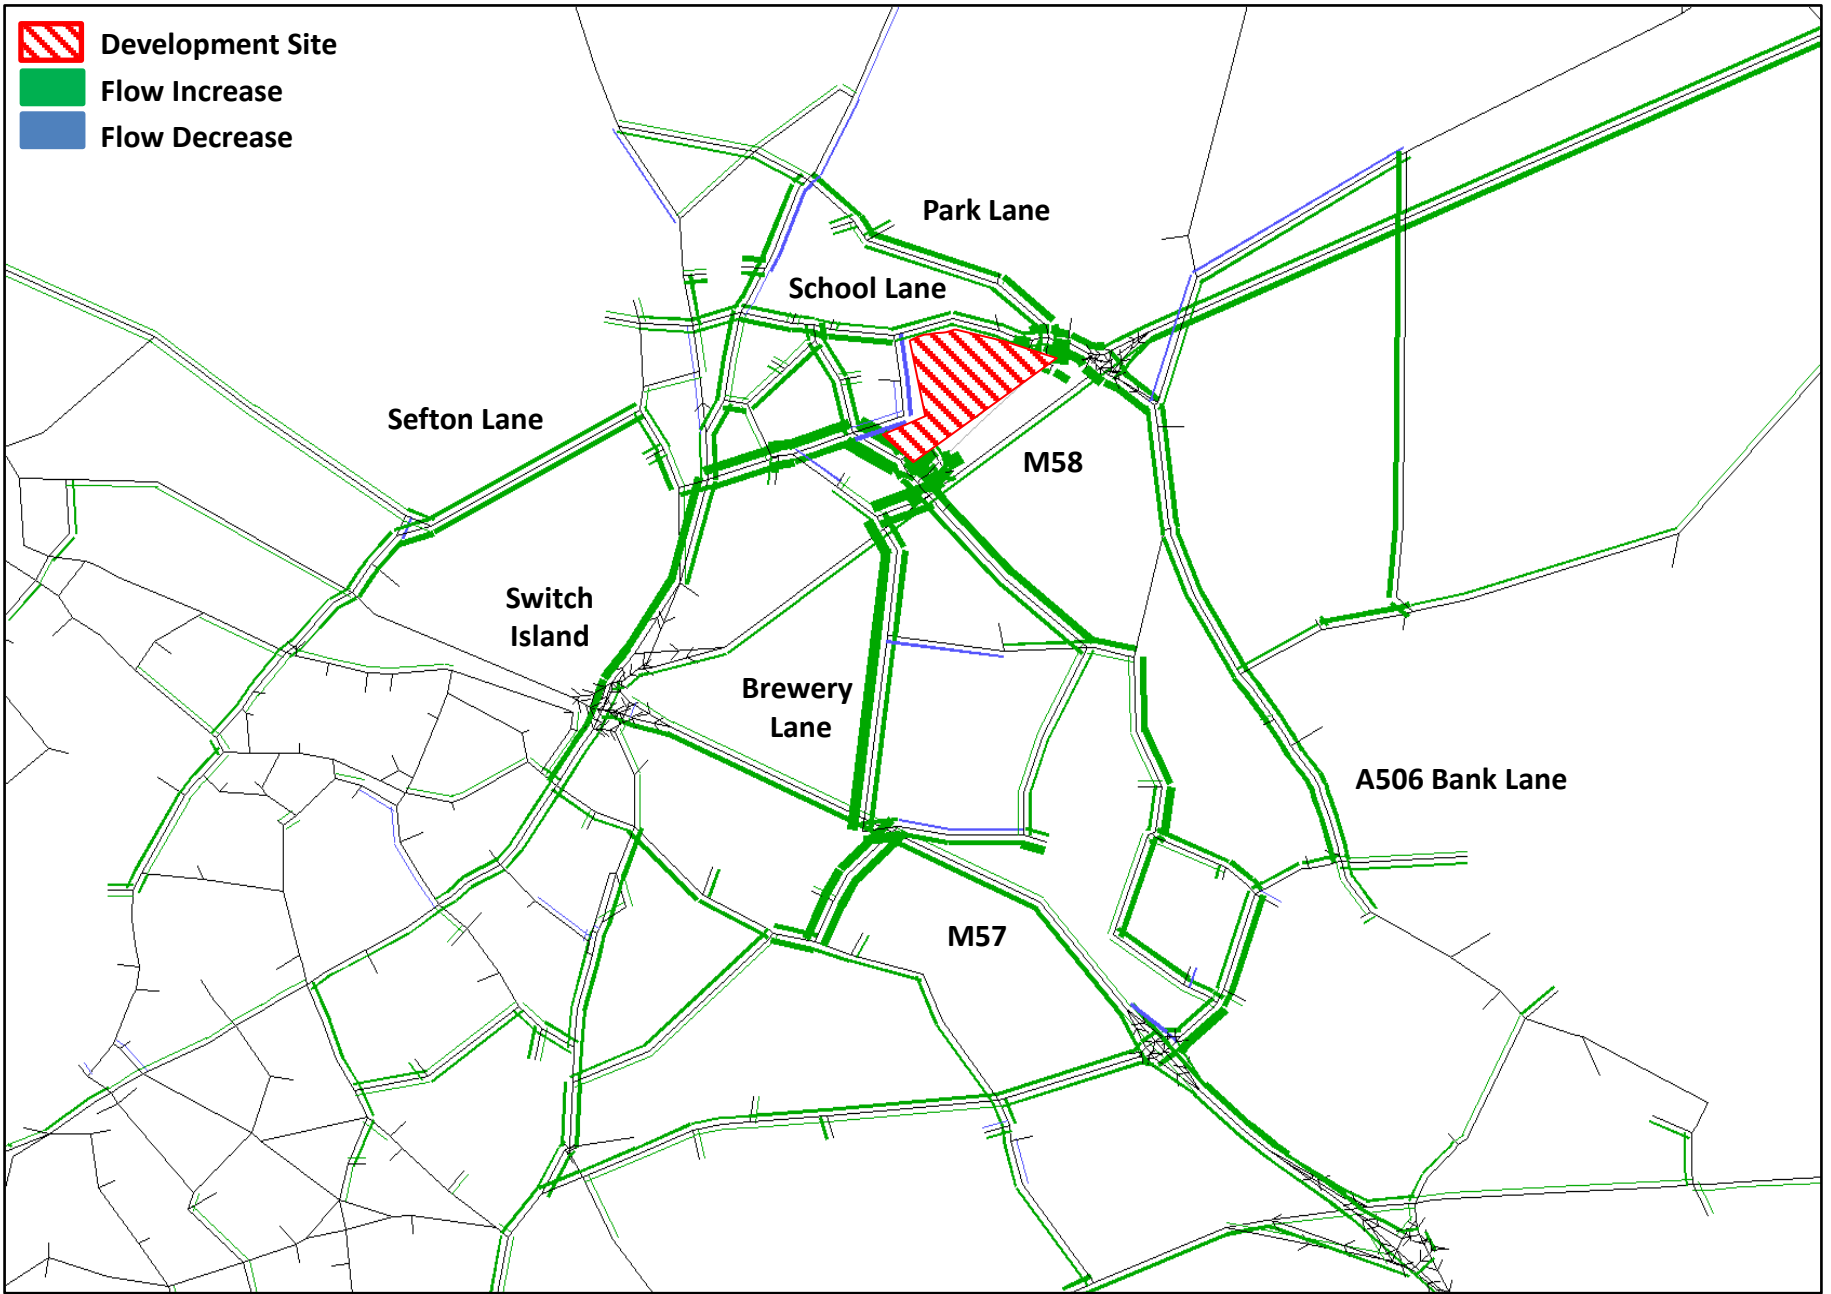 Development Site
Flow Increase
Flow Decrease
Park Lane
School Lane
Sefton Lane
M58
Switch
Island
Brewery
Lane
A506 Bank Lane
M57